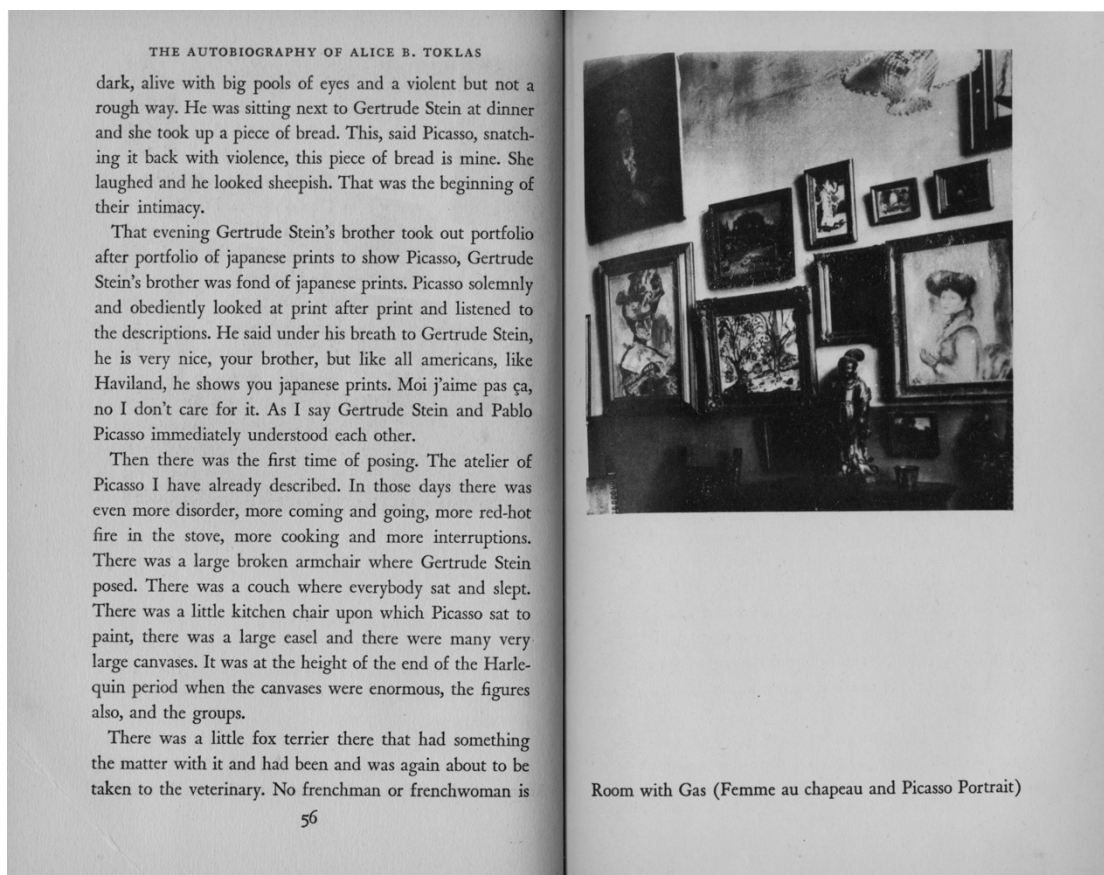 THE AUTOBIOGRAPHY OF ALICE B. TOKLAS
dark, alive with big pools of eyes and a violent but not a
rough way. He was sitting next to Gertrude Stein at dinner
and she took up a piece of bread. This, said Picasso, snatch-
ing it back with violence, this piece of bread is mine. She
laughed and he looked sheepish. That was the beginning of
their intimacy.
That evening Gertrude Stein's brother took out portfolio
after portfolio of japanese prints to show Picasso, Gertrude
Stein's brother was fond of japanese prints. Picasso solemnly
and obediently looked at print after print and listened to
the descriptions. He said under his breath to Gertrude Stein,
he is very nice, your brother, but like all americans, like
Haviland, he shows you japanese prints. Moi j'aime pas ça,
no I don't care for it. As I say Gertrude Stein and Pablo
Picasso immediately understood each other.
Then there was the first time of posing. The atelier of
Picasso I have already described. In those days there was
even more disorder, more coming and going, more red-hot
fire in the stove, more cooking and more interruptions.
There was a large broken armchair where Gertrude Stein
posed. There was a couch where everybody sat and slept.
There was a little kitchen chair upon which Picasso sat to
paint, there was a large easel and there were many very
large canvases. It was at the height of the end of the Harle-
quin period when the canvases were enormous, the figures
also, and the groups.
There was a little fox terrier there that had something
the matter with it and had been and was again about to be
taken to the veterinary. No frenchman or frenchwoman is
56
Room with Gas (Femme au chapeau and Picasso Portrait)